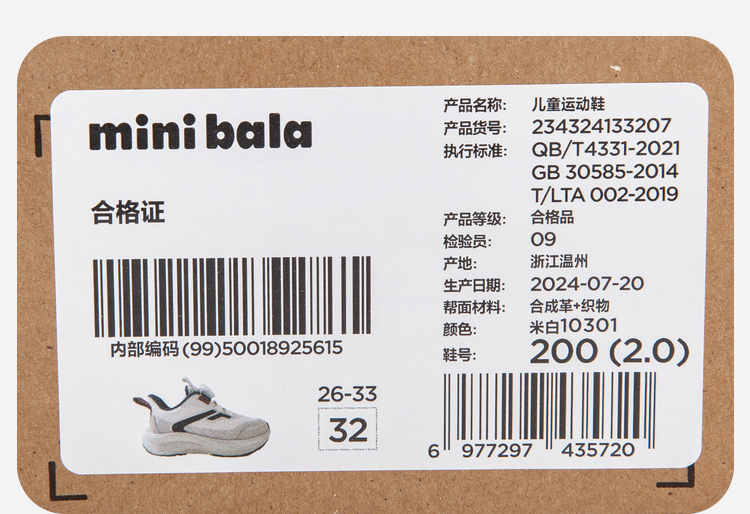 mini bala
合格证
内部编码(99)50018925615
26-33
32
产品名称: 儿童运动鞋
产品货号: 234324133207
执行标准: QB/T4331-2021
GB 30585-2014
T/LTA 002-2019
产品等级: 合格品
检验员: 09
产地: 浙江温州
生产日期: 2024-07-20
帮面材料: 合成革+织物
颜色: 米白10301
鞋号: 200 (2.0)
6 977297 435720